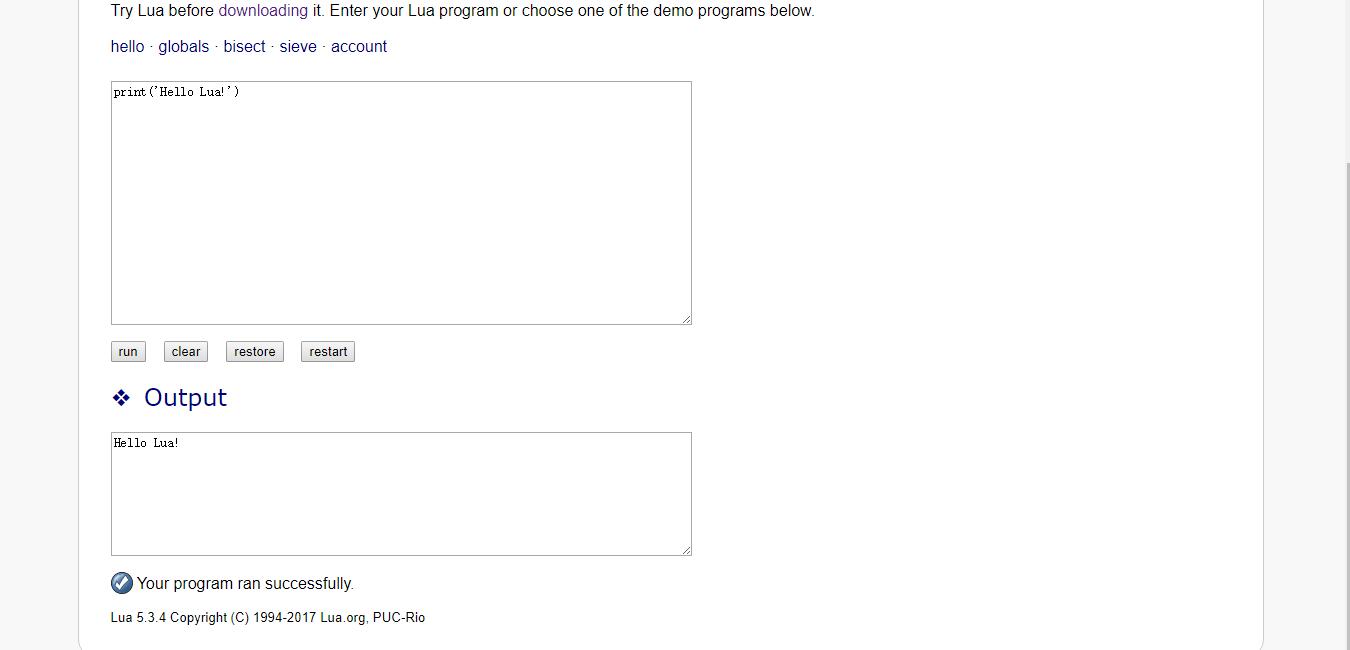 Try Lua before downloading it. Enter your Lua program or choose one of the demo programs below.
hello · globals · bisect · sieve · account
print('Hello Lua!')
run clear restore restart
❖ Output
Hello Lua!
Your program ran successfully.
Lua 5.3.4 Copyright (C) 1994-2017 Lua.org, PUC-Rio